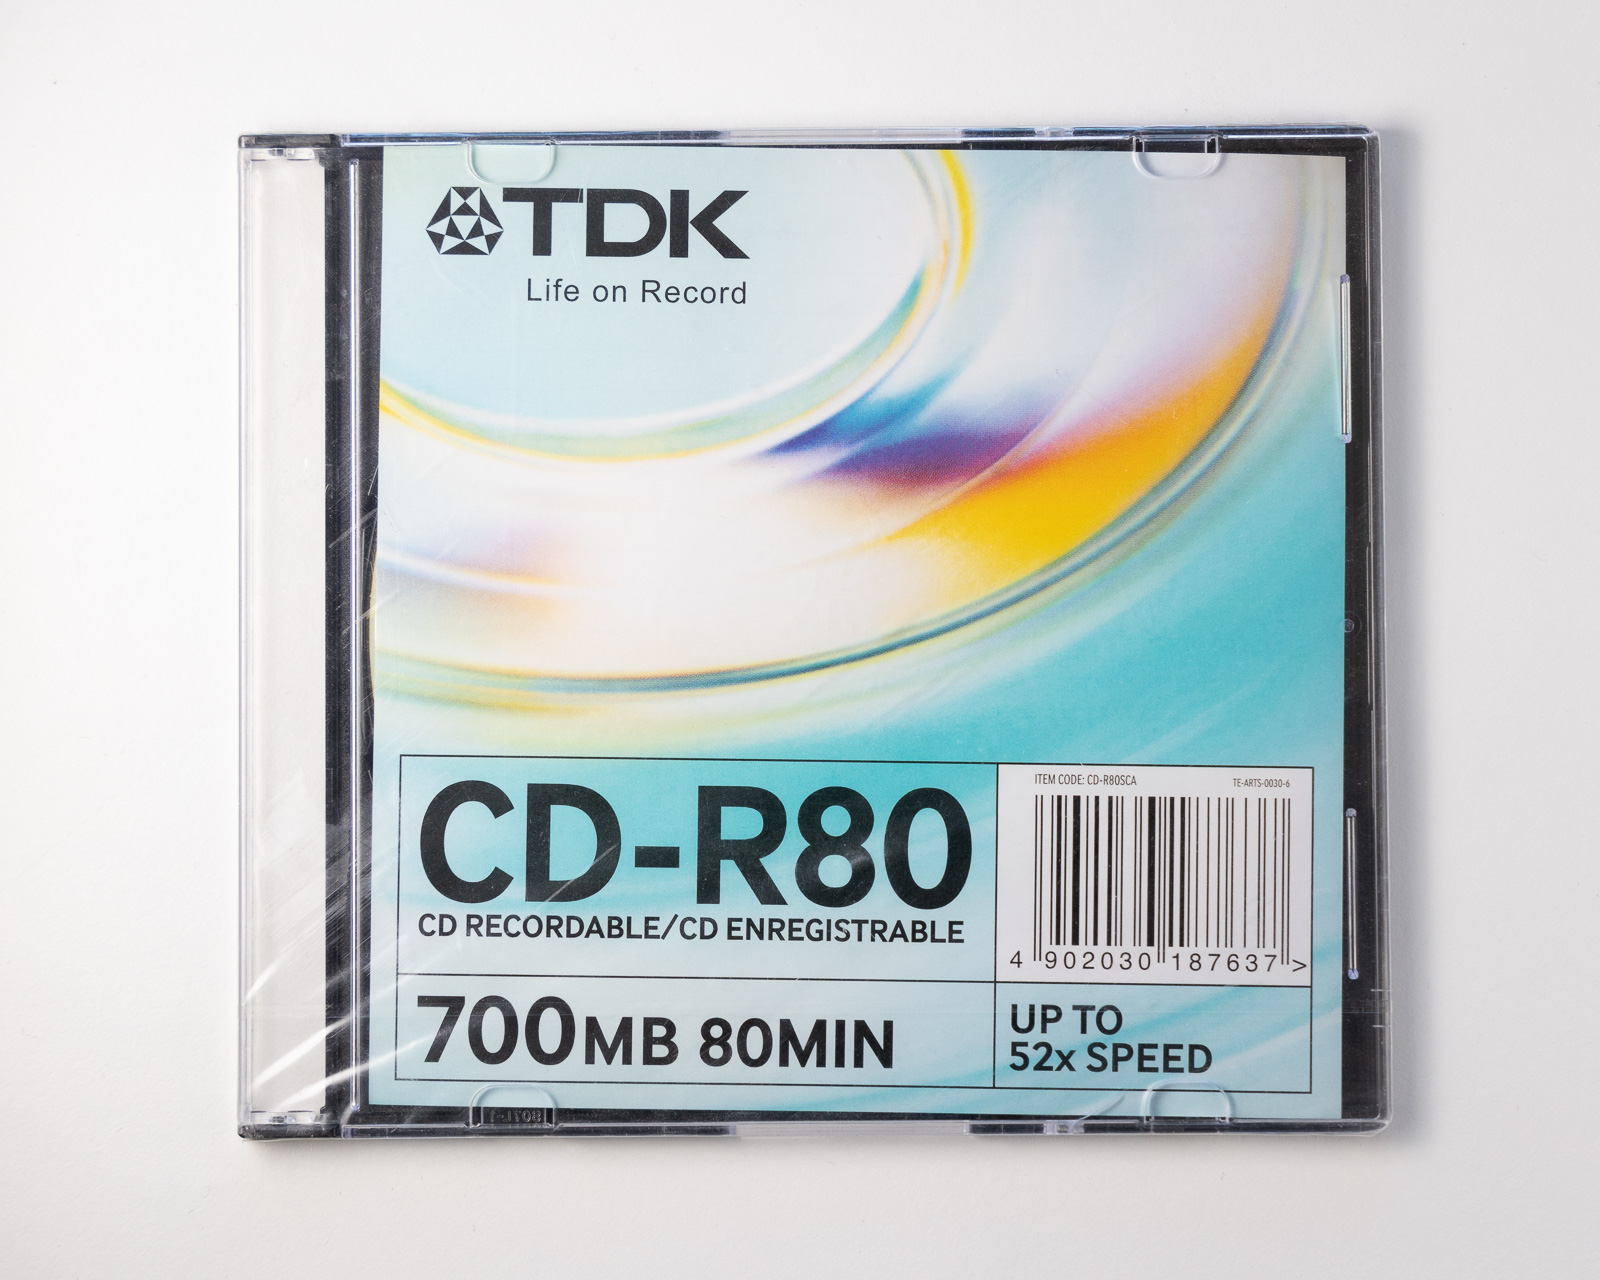 TDK
Life on Record
CD-R80
CD RECORDABLE/CD ENREGISTRABLE
700MB 80MIN
ITEM CODE: CD-R80SCA
TE-ARTS-0030-6
4 902030 187637 >
UP TO
52x SPEED